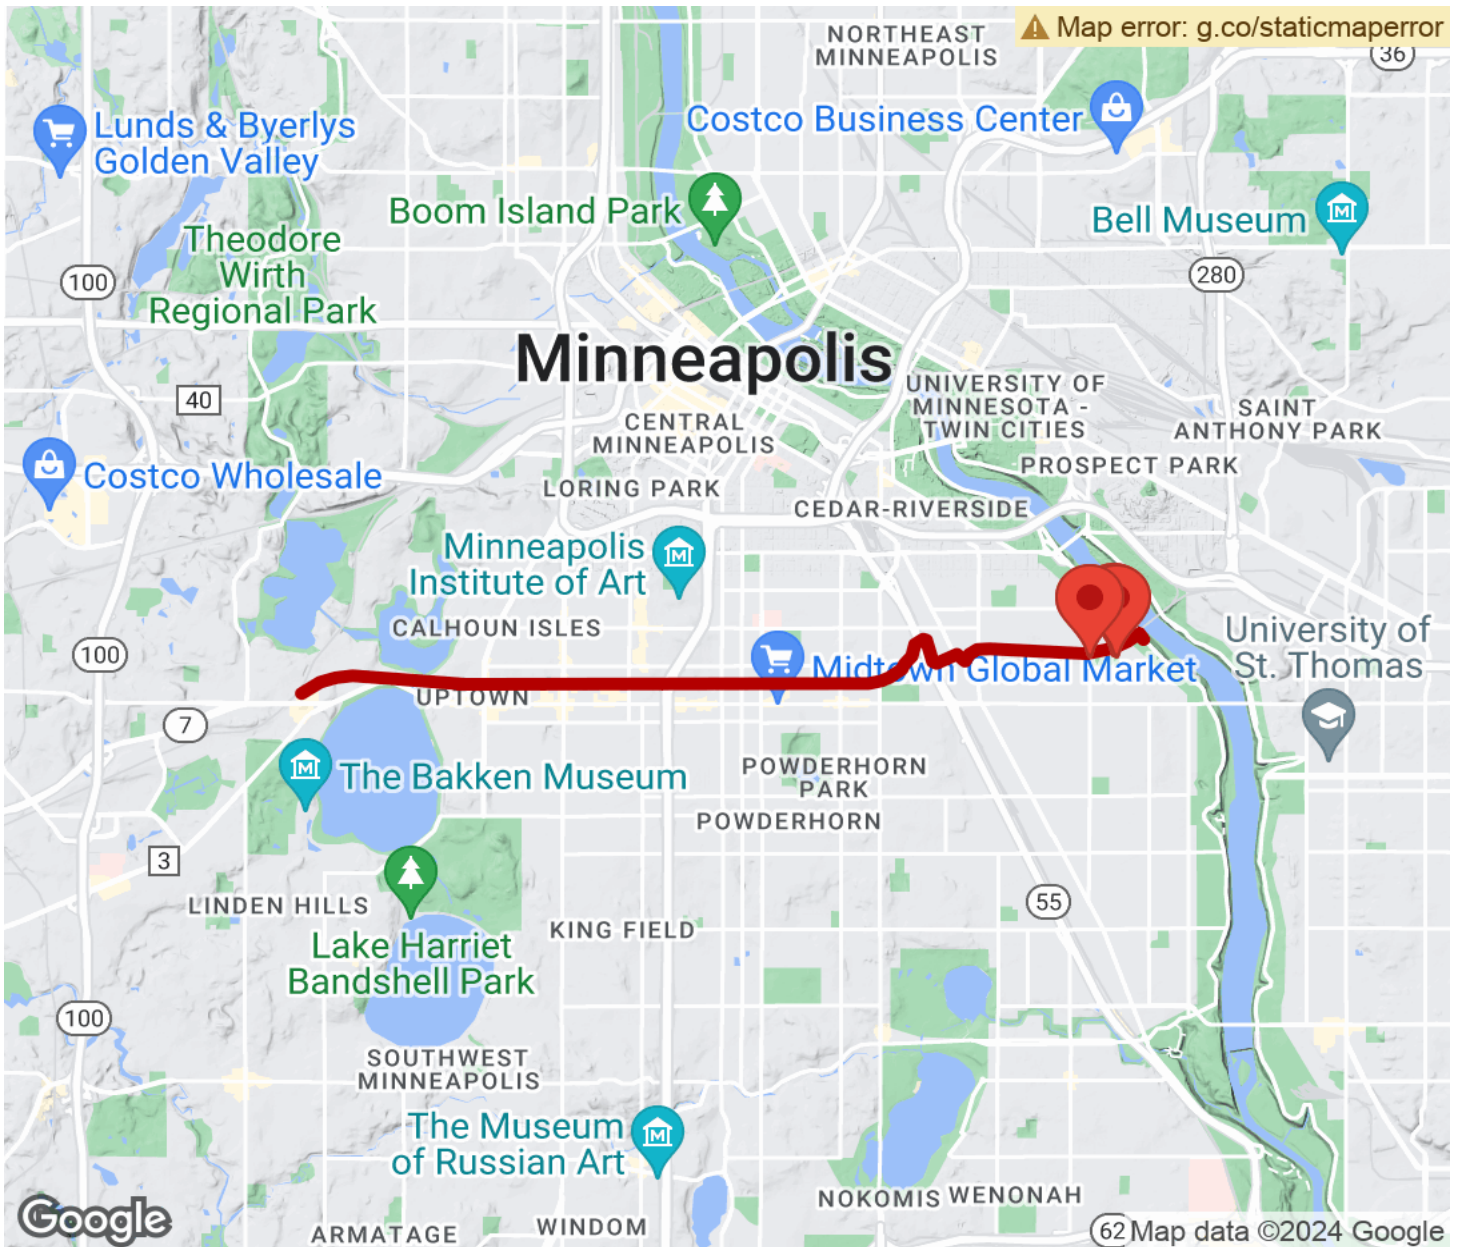 Map error: g.co/staticmaperror
NORTHEAST
MINNEAPOLIS
36
Costco Business Center
Lunds & Byerlys
Golden Valley
Boom Island Park
Bell Museum
Theodore
Wirth
Regional Park
100
280
Minneapolis
UNIVERSITY OF
MINNESOTA -
TWIN CITIES
40
CENTRAL
MINNEAPOLIS
SAINT
ANTHONY PARK
Costco Wholesale
PROSPECT PARK
LORING PARK
CEDAR-RIVERSIDE
Minneapolis
Institute of Art
CALHOUN ISLES
University of
St. Thomas
100
Midtown Global Market
UPTOWN
7
The Bakken Museum
POWDERHORN
PARK
POWDERHORN
3
LINDEN HILLS
55
KING FIELD
Lake Harriet
Bandshell Park
100
SOUTHWEST
MINNEAPOLIS
The Museum
of Russian Art
NOKOMIS
WENONAH
Google
ARMATAGE
WINDOM
62
Map data ©2024 Google